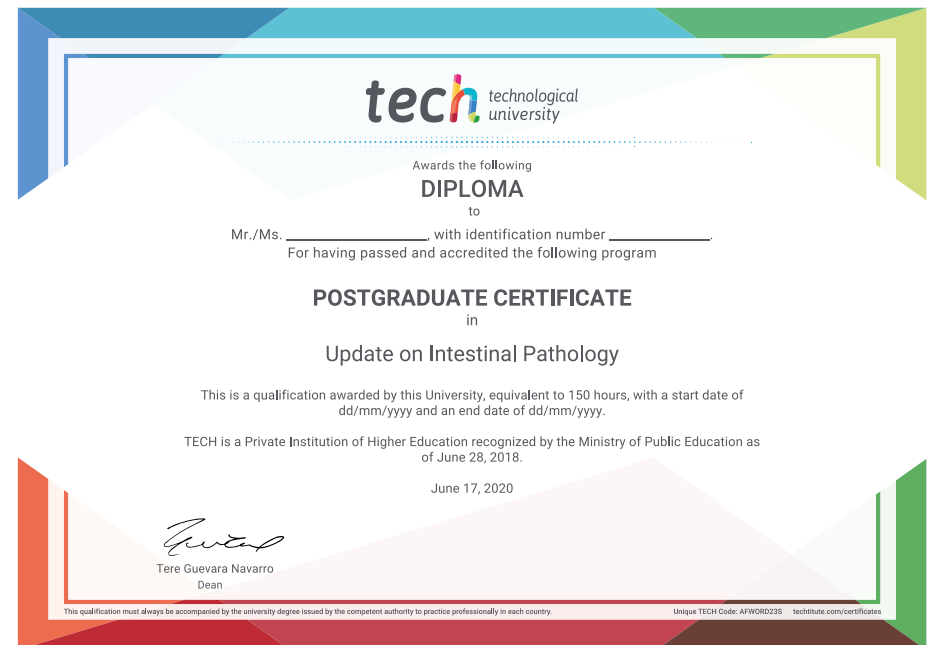 tech technological
university
Awards the following
DIPLOMA
to
Mr./Ms. ____________________, with identification number ______________.
For having passed and accredited the following program
POSTGRADUATE CERTIFICATE
in
Update on Intestinal Pathology
This is a qualification awarded by this University, equivalent to 150 hours, with a start date of
dd/mm/yyyy and an end date of dd/mm/yyyy.
TECH is a Private Institution of Higher Education recognized by the Ministry of Public Education as
of June 28, 2018.
June 17, 2020
Tere Guevara Navarro
Dean
This qualification must always be accompanied by the university degree issued by the competent authority to practice professionally in each country.
Unique TECH Code: AFWORD23S techtitute.com/certificates